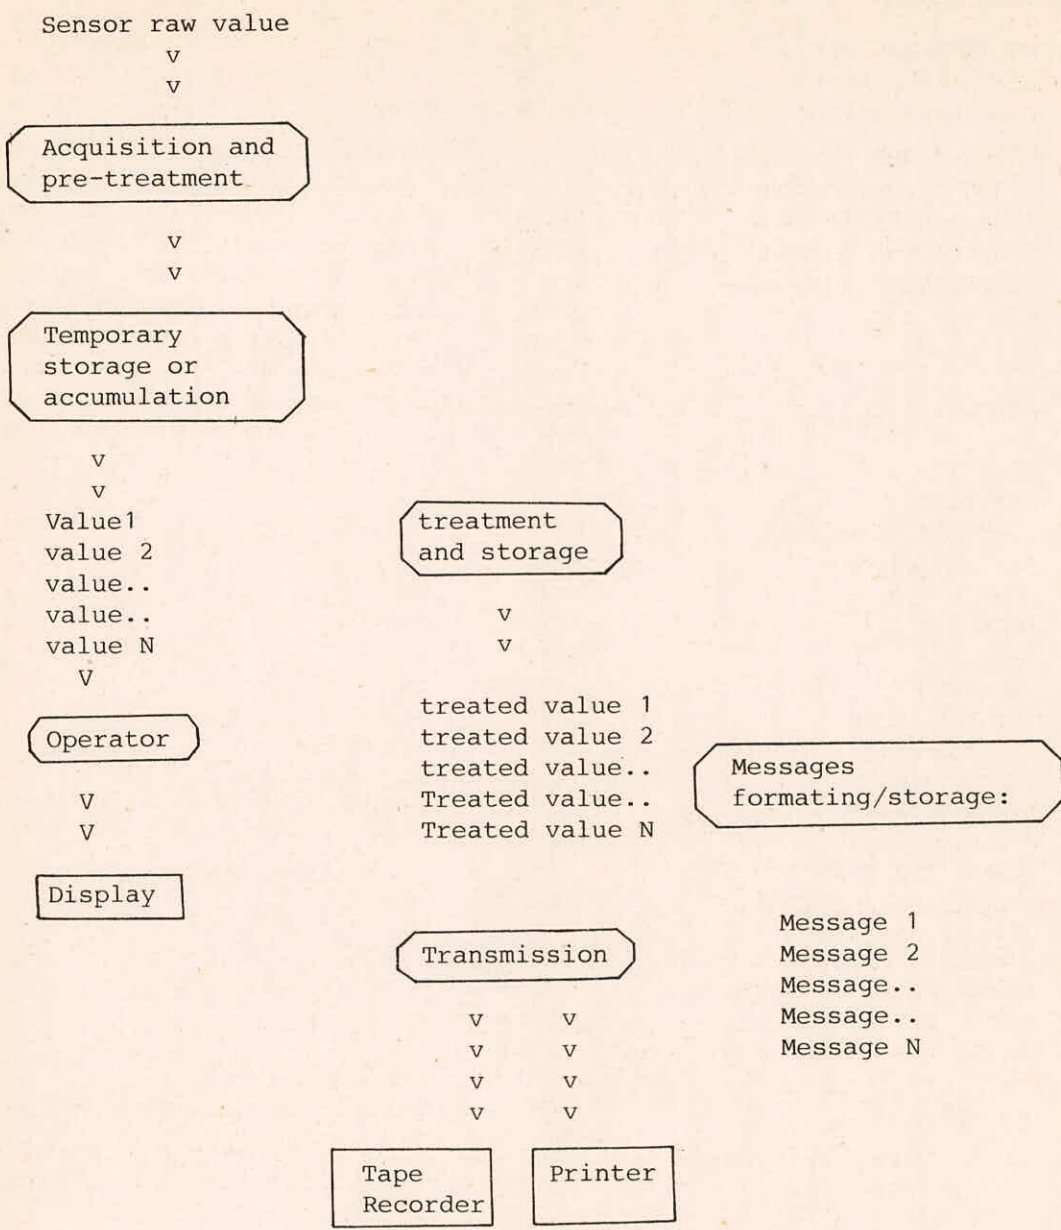 Sensor raw value
v
v
Acquisition and
pre-treatment
v
v
Temporary
storage or
accumulation
v
v
Value1
value 2
value..
value..
value N
V
Operator
V
V
Display
treatment
and storage
v
v
treated value 1
treated value 2
treated value..
Treated value..
Treated value N
Messages
formating/storage:
Message 1
Message 2
Message..
Message..
Message N
Transmission
v v
v v
v v
v v
Tape
Recorder
Printer